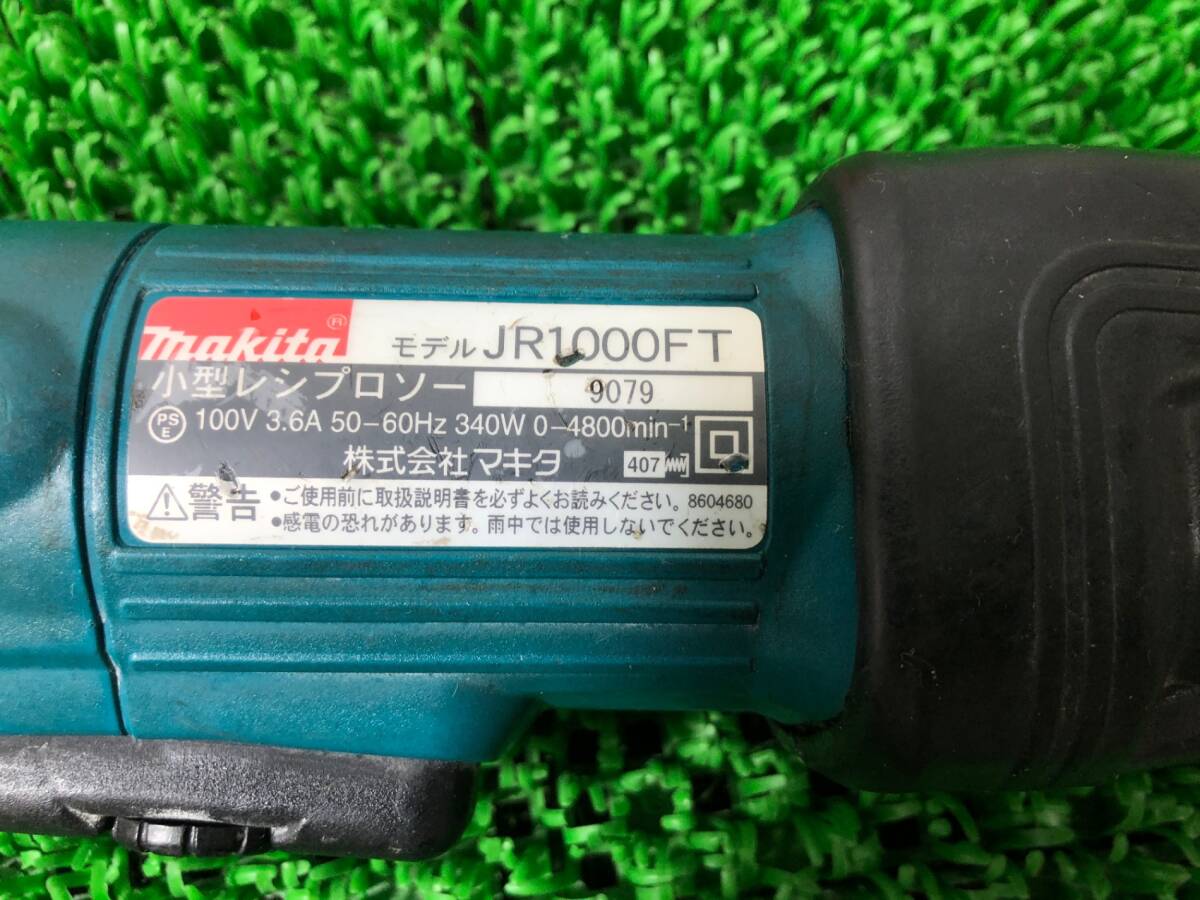 makita® モデル JR1000FT
小型レシプロソー 9079
PSE 100V 3.6A 50-60Hz 340W 0-4800min⁻¹
株式会社マキタ 407
警告 •ご使用前に取扱説明書を必ずよくお読みください。 8604680
•感電の恐れがあります。雨中では使用しないでください。